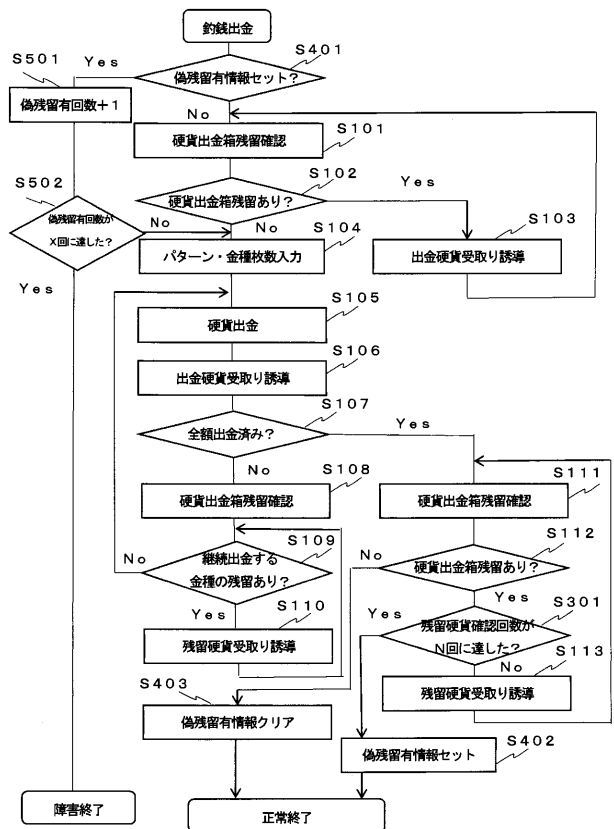 釣銭出金
S401
偽残留有情報セット？
Yes
S501
偽残留有回数＋1
No
硬貨出金箱残留確認
S101
S502
偽残留有回数が
X回に達した？
No
Yes
硬貨出金箱残留あり？
S102
Yes
No
S103
出金硬貨受取り誘導
S104
パターン・金種枚数入力
S105
硬貨出金
S106
出金硬貨受取り誘導
S107
全額出金済み？
Yes
No
S108
硬貨出金箱残留確認
S111
硬貨出金箱残留確認
S109
継続出金する
金種の残留あり？
No
Yes
S112
硬貨出金箱残留あり？
No
Yes
S110
残留硬貨受取り誘導
S301
残留硬貨確認回数が
N回に達した？
Yes
No
S113
残留硬貨受取り誘導
S403
偽残留有情報クリア
S402
偽残留有情報セット
障害終了
正常終了